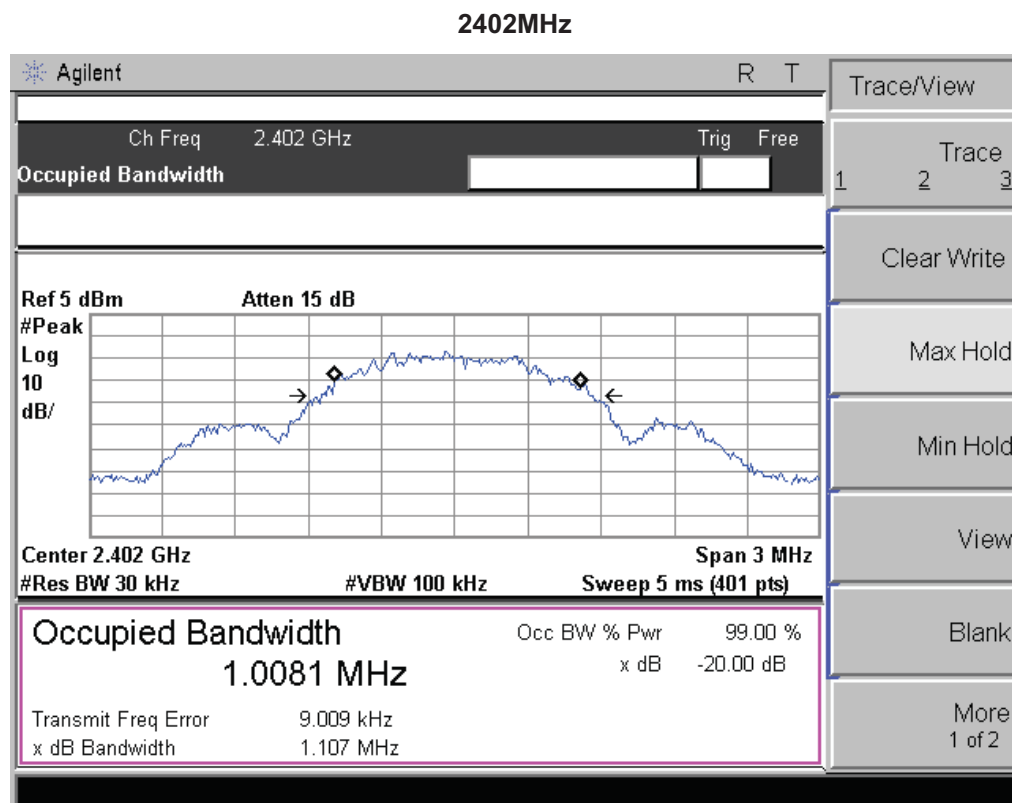 2402MHz
Agilent R T
Ch Freq 2.402 GHz Trig Free
Occupied Bandwidth
Ref 5 dBm Atten 15 dB
#Peak
Log
10
dB/
Center 2.402 GHz Span 3 MHz
#Res BW 30 kHz #VBW 100 kHz Sweep 5 ms (401 pts)
Occupied Bandwidth
1.0081 MHz
Occ BW % Pwr 99.00 %
x dB -20.00 dB
Transmit Freq Error 9.009 kHz
x dB Bandwidth 1.107 MHz
Trace/View
Trace
1 2 3
Clear Write
Max Hold
Min Hold
View
Blank
More
1 of 2